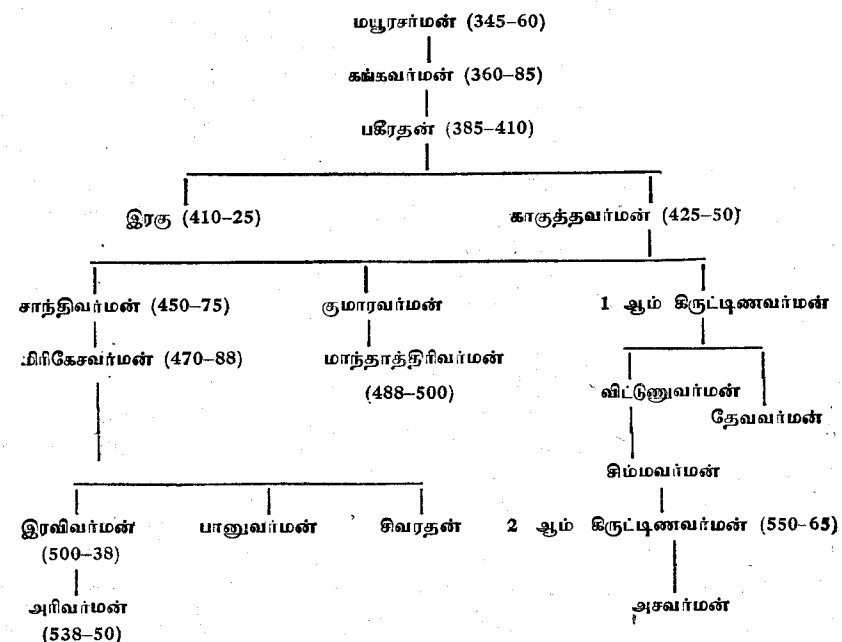 மயூரசர்மன் (345–60)
கங்கவர்மன் (360–85)
பகீரதன் (385–410)
இரகு (410–25) காகுத்தவர்மன் (425–50)
சாந்திவர்மன் (450–75) குமாரவர்மன் 1 ஆம் கிருட்டிணவர்மன்
மிரிகேசவர்மன் (470–88) மாந்தாத்திரிவர்மன்
(488–500) விட்டுணுவர்மன்
தேவவர்மன்
சிம்மவர்மன்
இரவிவர்மன் பானுவர்மன் சிவரதன் 2 ஆம் கிருட்டிணவர்மன் (550–65)
(500–38)
அரிவர்மன் அசவர்மன்
(538–50)